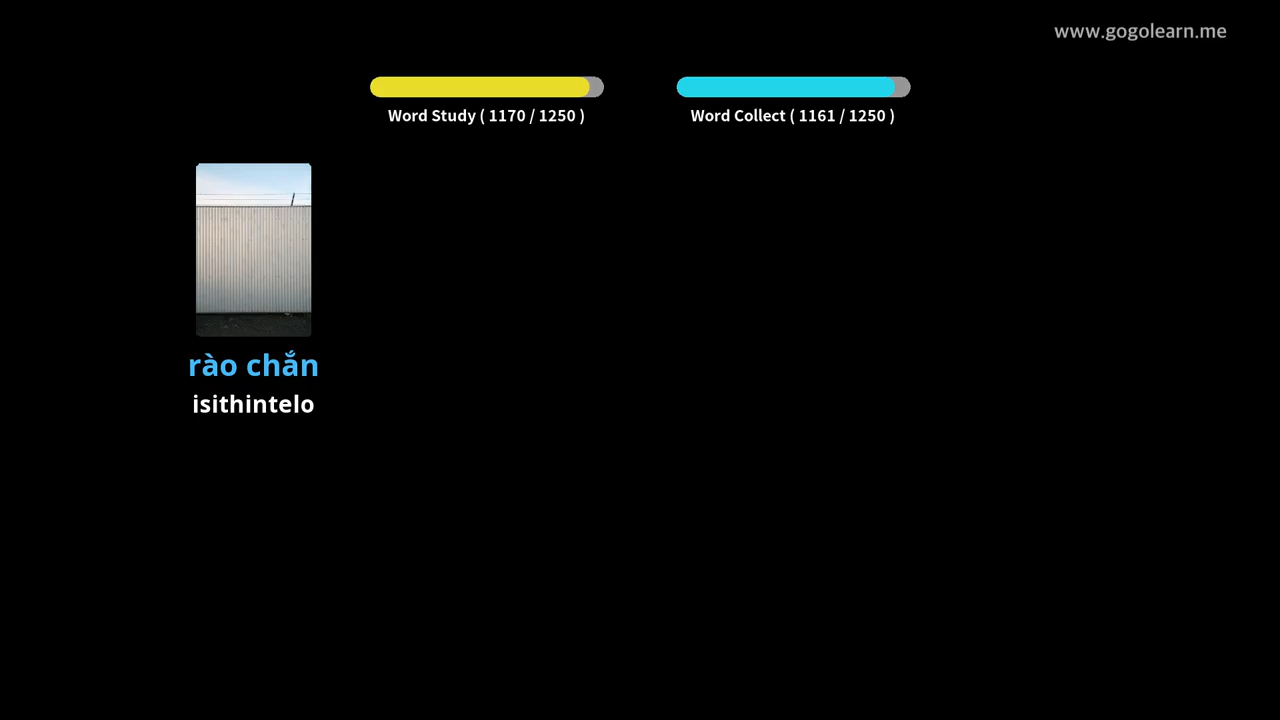 www.gogolearn.me
Word Study ( 1170 / 1250 )
Word Collect ( 1161 / 1250 )
rào chắn
isithintelo